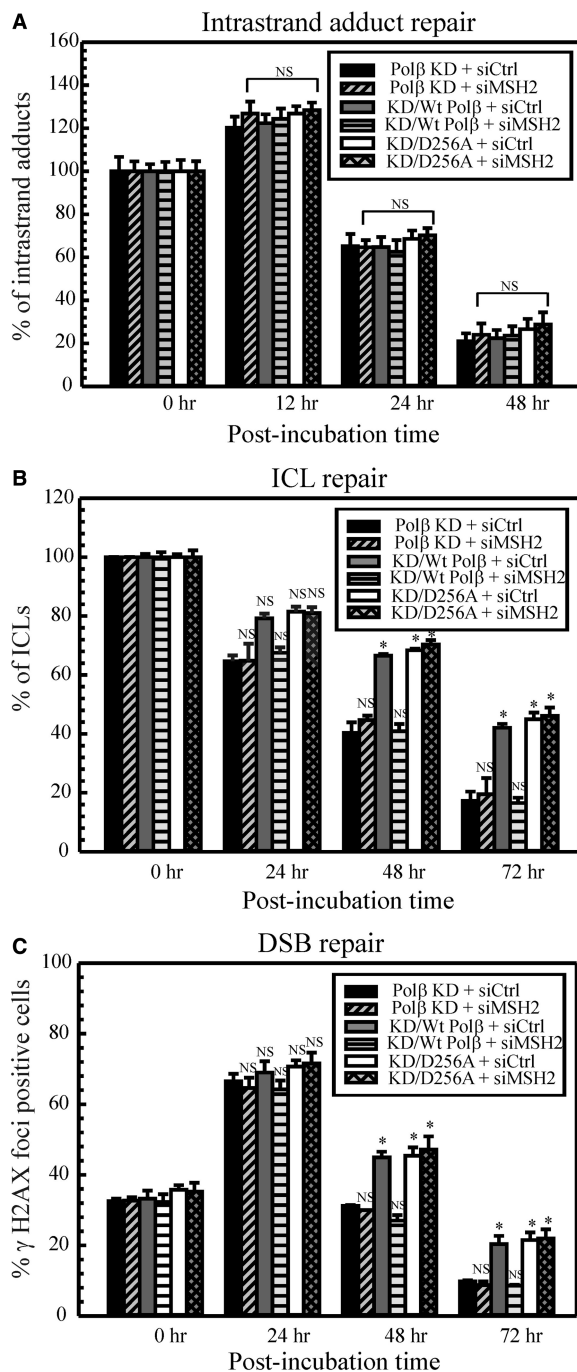 A
Intrastrand adduct repair
160
140
120
100
80
60
40
20
0
% of intrastrand adducts
Polβ KD + siCtrl
Polβ KD + siMSH2
KD/Wt Polβ + siCtrl
KD/Wt Polβ + siMSH2
KD/D256A + siCtrl
KD/D256A + siMSH2
NS
NS
NS
0 hr 12 hr 24 hr 48 hr
Post-incubation time
B
ICL repair
120
100
80
60
40
20
0
% of ICLs
Polβ KD + siCtrl
Polβ KD + siMSH2
KD/Wt Polβ + siCtrl
KD/Wt Polβ + siMSH2
KD/D256A + siCtrl
KD/D256A + siMSH2
NS NS NS NS NS
NS * NS * *
NS * NS * *
0 hr 24 hr 48 hr 72 hr
Post-incubation time
C
DSB repair
100
80
60
40
20
0
% γ H2AX foci positive cells
Polβ KD + siCtrl
Polβ KD + siMSH2
KD/Wt Polβ + siCtrl
KD/Wt Polβ + siMSH2
KD/D256A + siCtrl
KD/D256A + siMSH2
NS NS NS NS NS
NS * NS * *
NS * NS * *
0 hr 24 hr 48 hr 72 hr
Post-incubation time